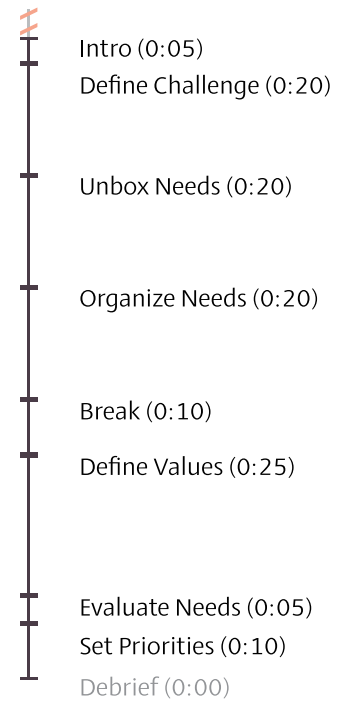 Intro (0:05)
Define Challenge (0:20)
Unbox Needs (0:20)
Organize Needs (0:20)
Break (0:10)
Define Values (0:25)
Evaluate Needs (0:05)
Set Priorities (0:10)
Debrief (0:00)